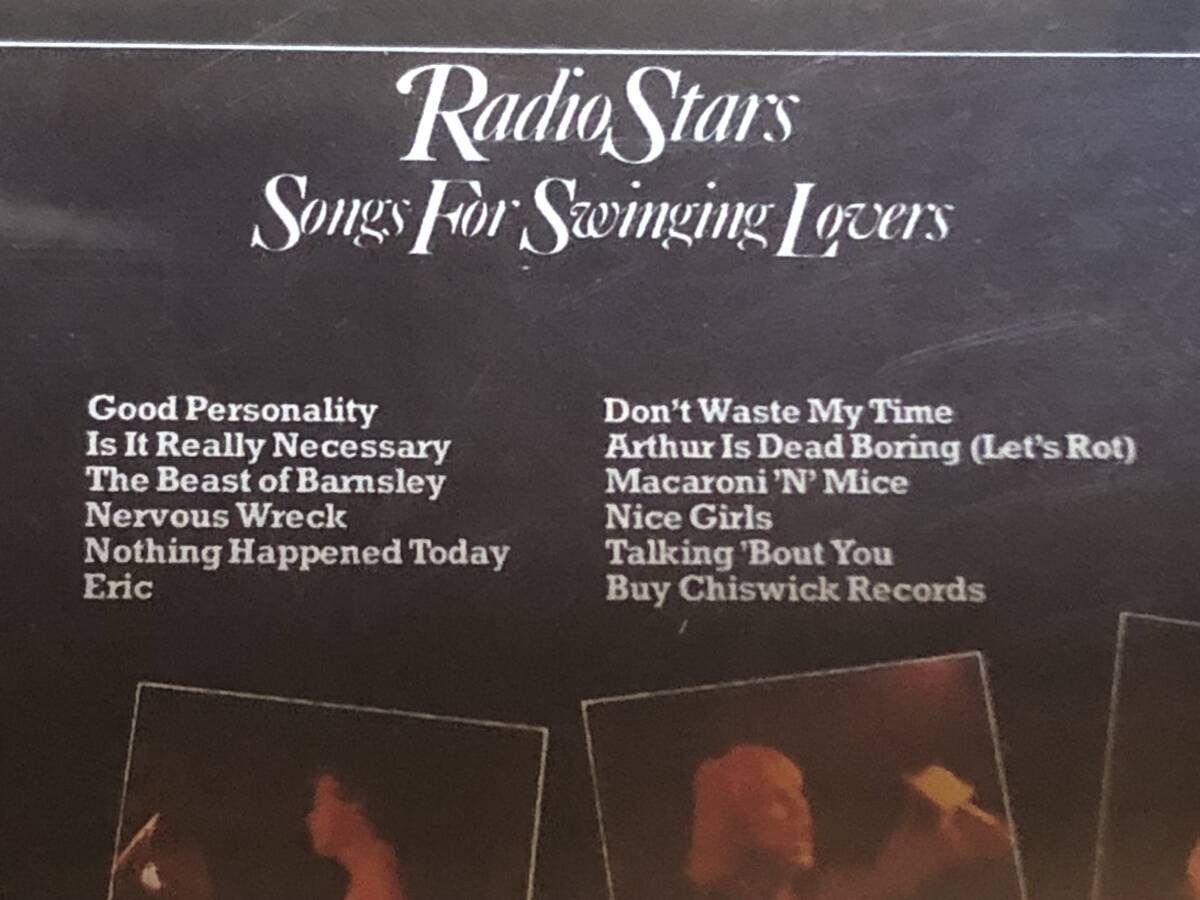 Radio Stars
Songs For Swinging Lovers
Good Personality
Is It Really Necessary
The Beast of Barnsley
Nervous Wreck
Nothing Happened Today
Eric
Don't Waste My Time
Arthur Is Dead Boring (Let's Rot)
Macaroni 'N' Mice
Nice Girls
Talking 'Bout You
Buy Chiswick Records